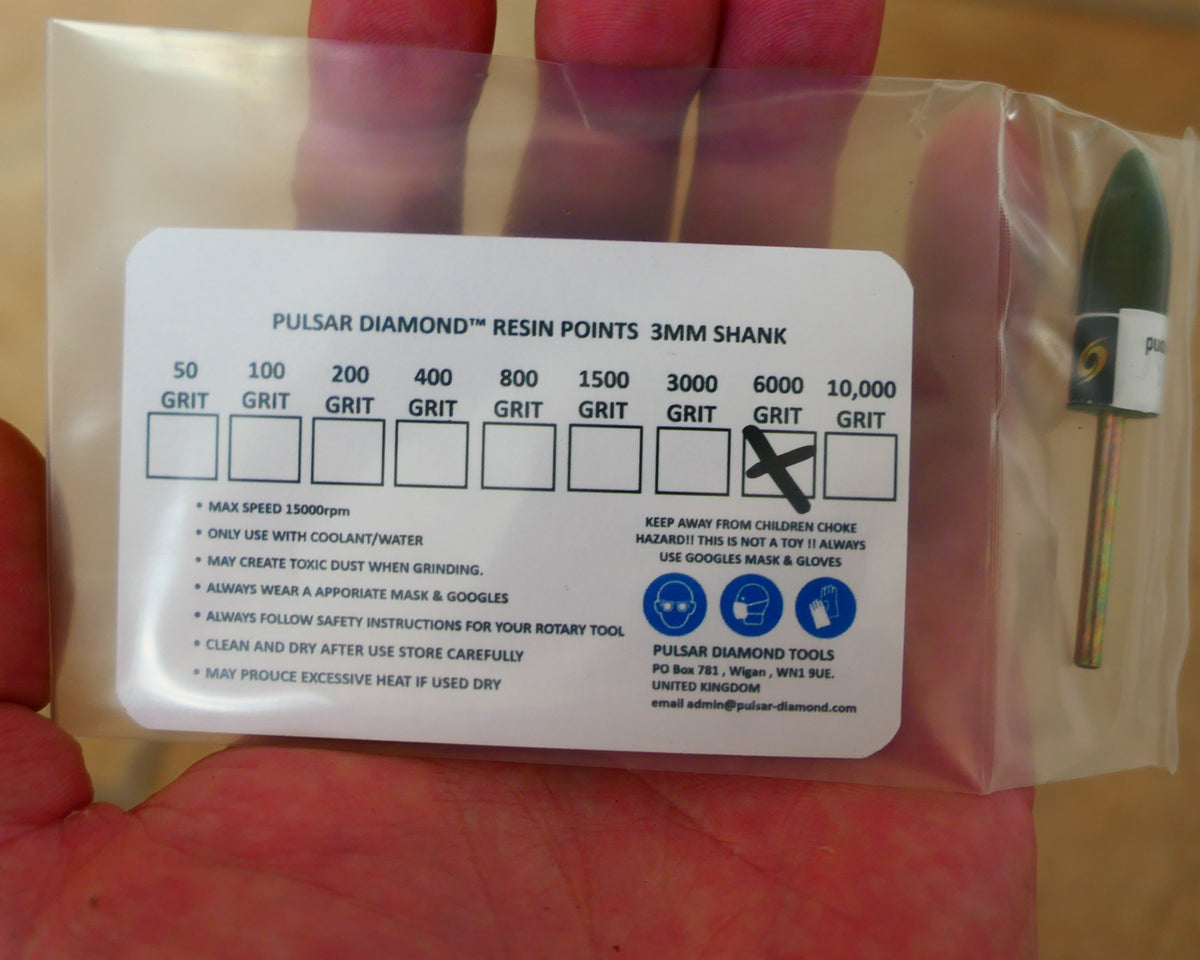 PULSAR DIAMOND™ RESIN POINTS 3MM SHANK
50 100 200 400 800 1500 3000 6000 10,000
GRIT GRIT GRIT GRIT GRIT GRIT GRIT GRIT GRIT
• MAX SPEED 15000rpm
• ONLY USE WITH COOLANT/WATER
• MAY CREATE TOXIC DUST WHEN GRINDING.
• ALWAYS WEAR A APPORIATE MASK & GOOGLES
• ALWAYS FOLLOW SAFETY INSTRUCTIONS FOR YOUR ROTARY TOOL
• CLEAN AND DRY AFTER USE STORE CAREFULLY
• MAY PROUCE EXCESSIVE HEAT IF USED DRY
KEEP AWAY FROM CHILDREN CHOKE
HAZARD!! THIS IS NOT A TOY !! ALWAYS
USE GOOGLES MASK & GLOVES
PULSAR DIAMOND TOOLS
PO Box 781 , Wigan , WN1 9UE.
UNITED KINGDOM
email admin@pulsar-diamond.com